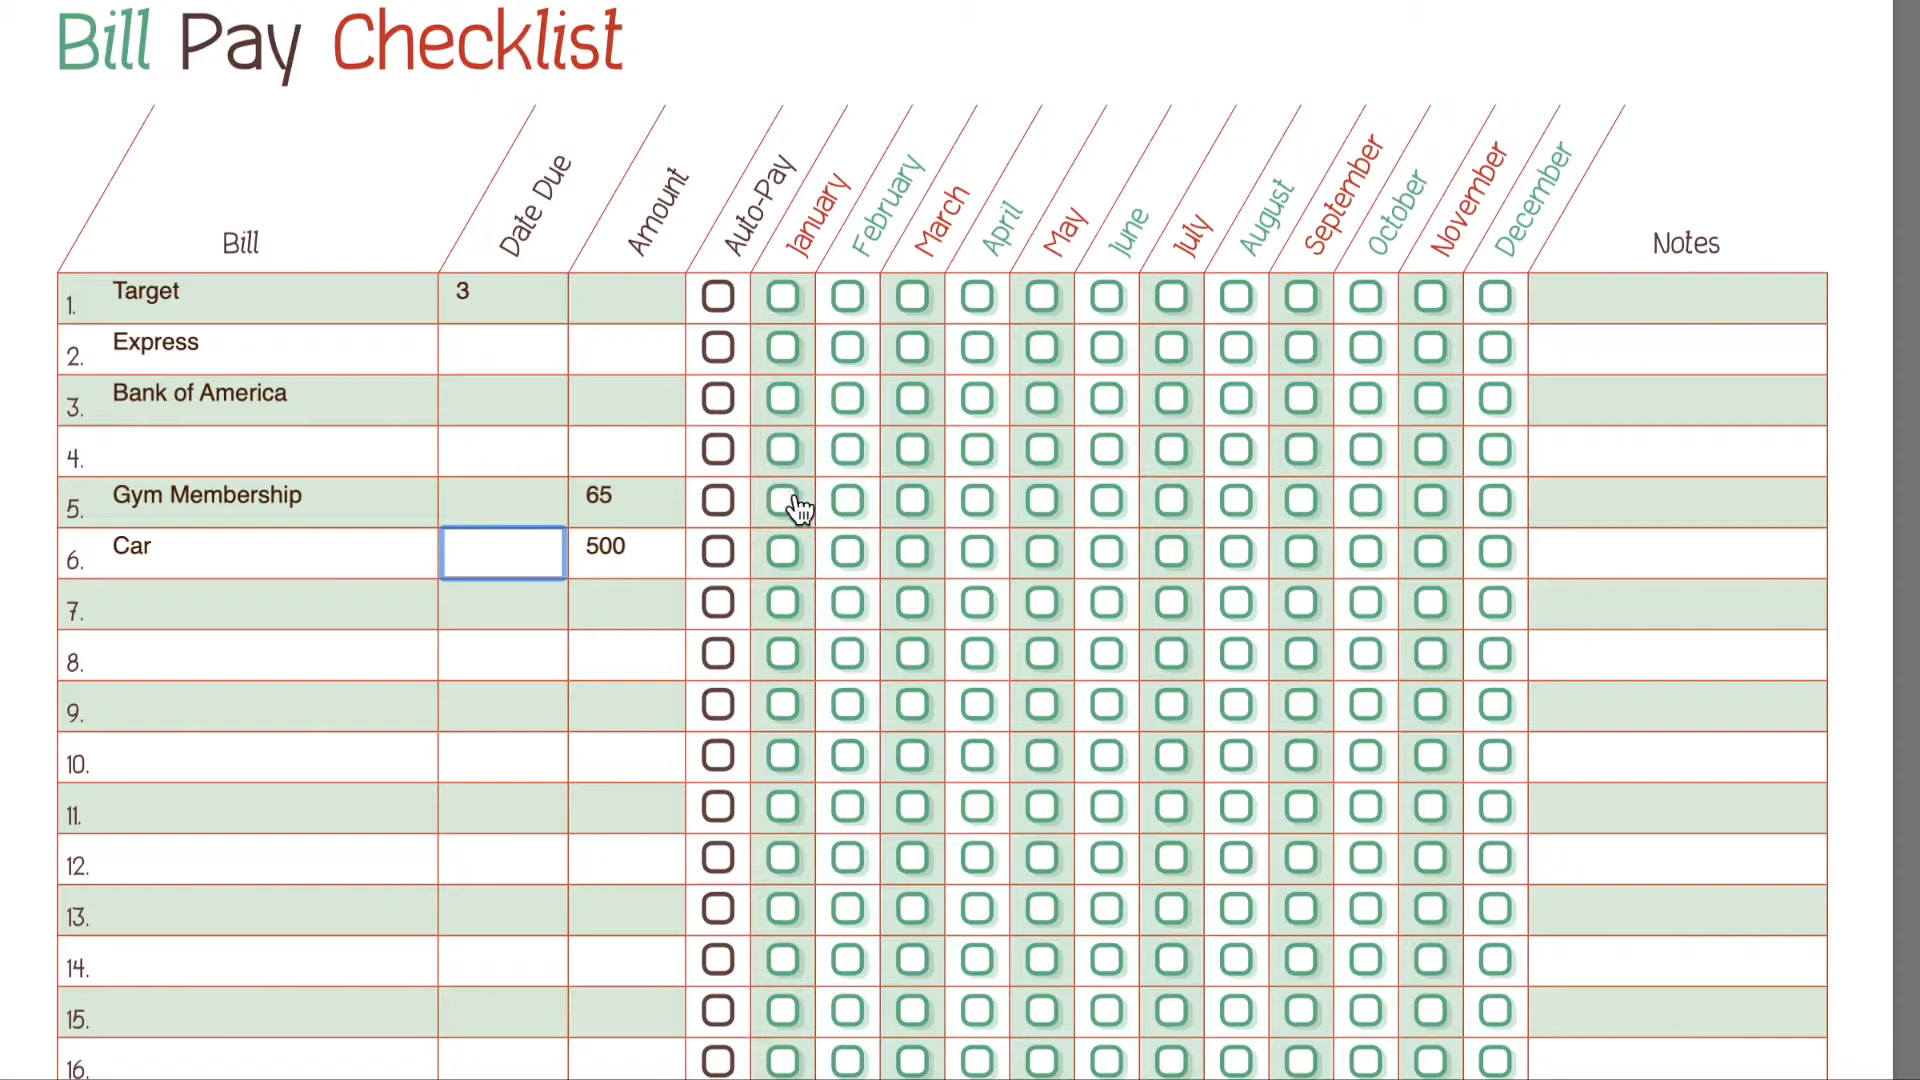 Bill Pay Checklist
Bill Date Due Amount Auto-Pay January February March April May June July August September October November December Notes
1. Target 3
2. Express
3. Bank of America
4.
5. Gym Membership 65
6. Car 500
7.
8.
9.
10.
11.
12.
13.
14.
15.
16.